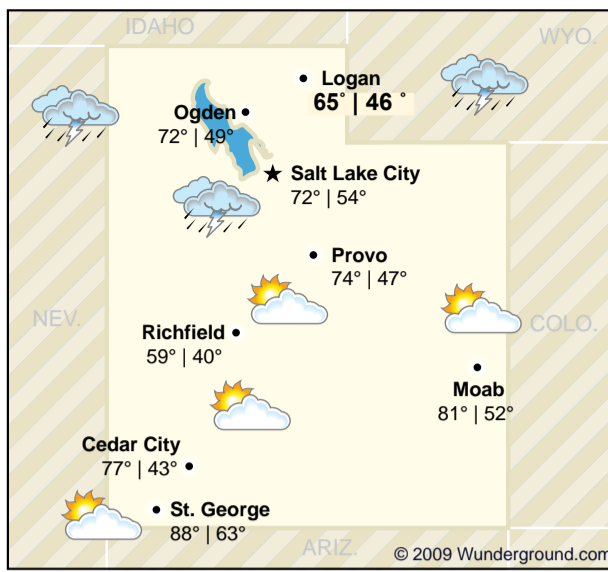 IDAHO
WYO.
Logan
65° | 46 °
Ogden
72° | 49°
Salt Lake City
72° | 54°
Provo
74° | 47°
NEV.
COLO.
Richfield
59° | 40°
Moab
81° | 52°
Cedar City
77° | 43°
St. George
88° | 63°
ARIZ.
© 2009 Wunderground.com